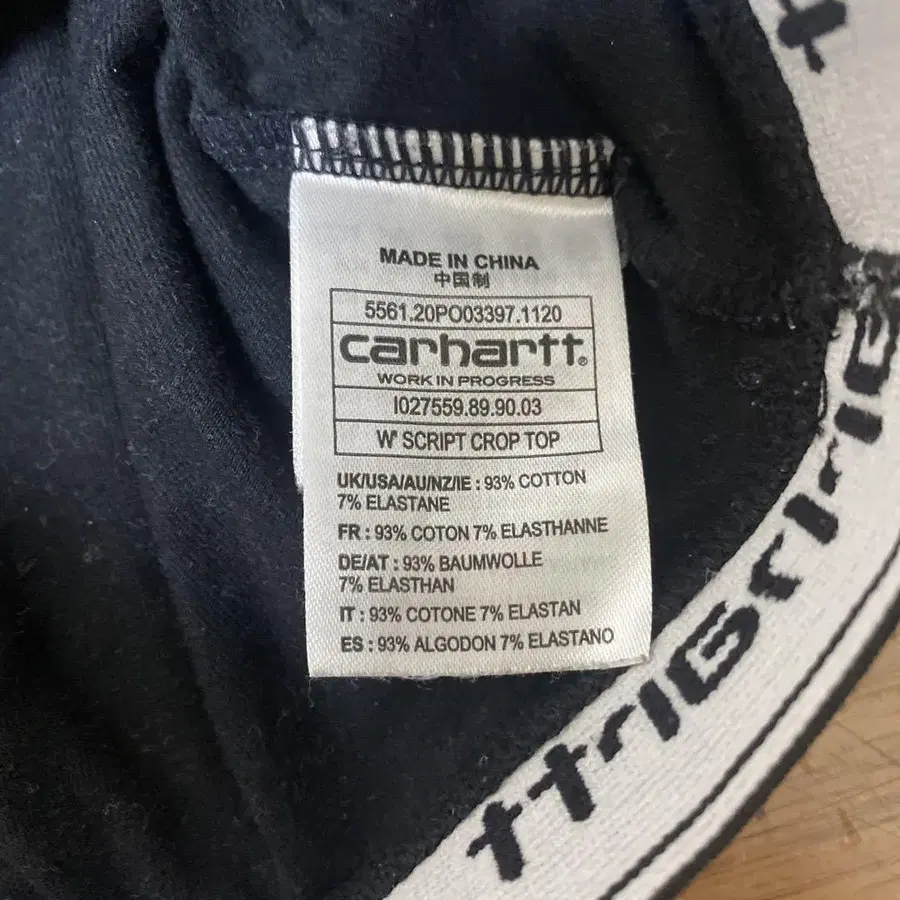 MADE IN CHINA
中国制
5561.20PO03397.1120
carhartt®
WORK IN PROGRESS
I027559.89.90.03
W' SCRIPT CROP TOP
UK/USA/AU/NZ/IE : 93% COTTON
7% ELASTANE
FR : 93% COTON 7% ELASTHANNE
DE/AT : 93% BAUMWOLLE
7% ELASTHAN
IT : 93% COTONE 7% ELASTAN
ES : 93% ALGODON 7% ELASTANO